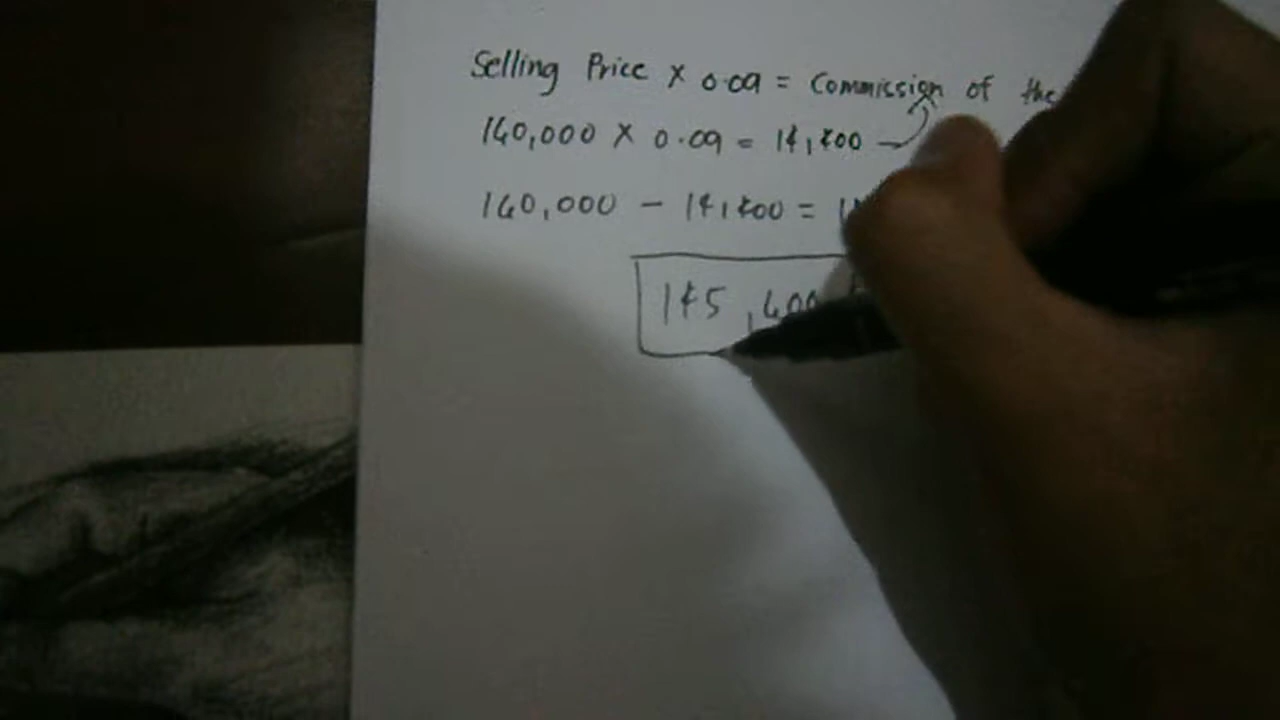 Selling Price × 0.09 = Commission of the
160,000 × 0.09 = 14,400
160,000 - 14,400 =
145,600